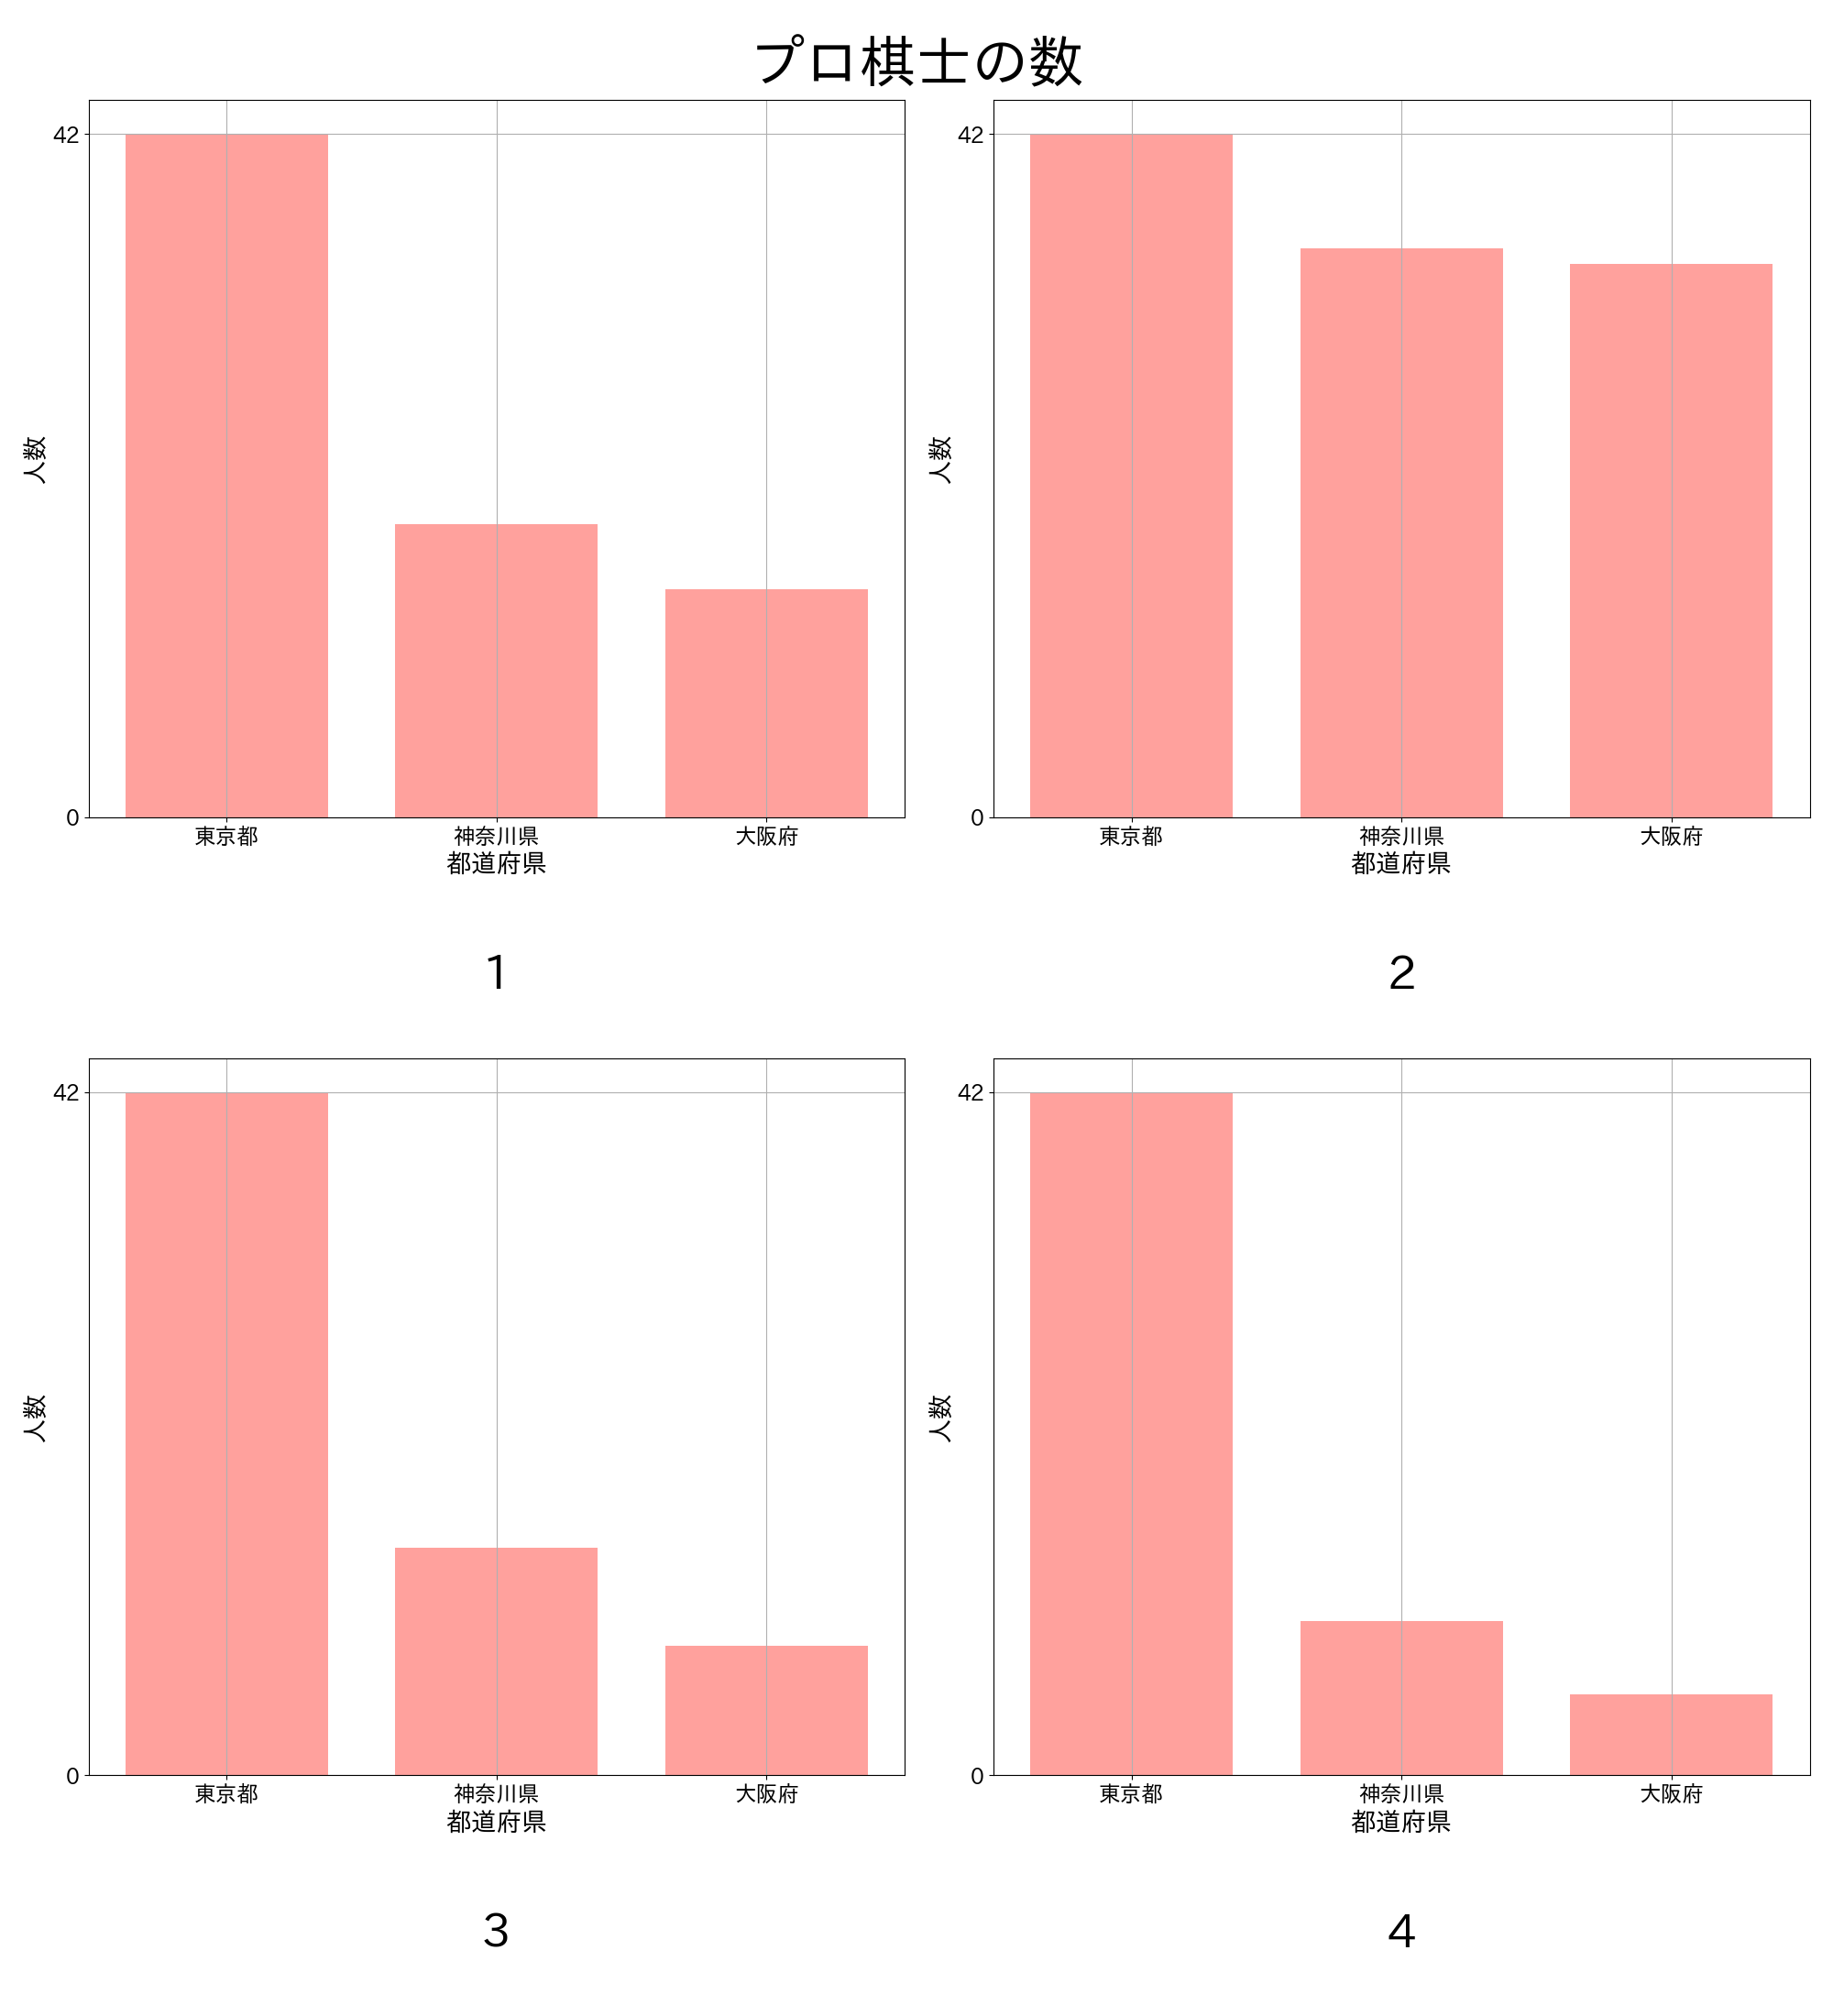 プロ棋士の数
42
人数
0
東京都 神奈川県 大阪府
都道府県
1
42
人数
0
東京都 神奈川県 大阪府
都道府県
2
42
人数
0
東京都 神奈川県 大阪府
都道府県
3
42
人数
0
東京都 神奈川県 大阪府
都道府県
4